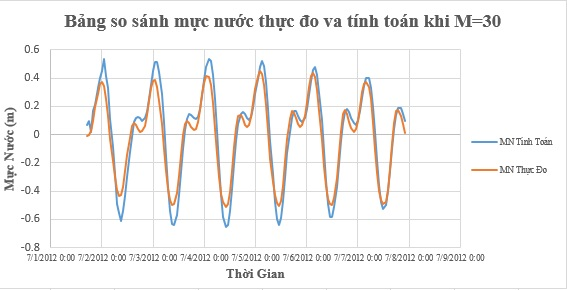 Bảng so sánh mực nước thực đo va tính toán khi M=30
0.6
0.4
0.2
0
-0.2
-0.4
-0.6
-0.8
Mực Nước (m)
7/1/2012 0:00 7/2/2012 0:00 7/3/2012 0:00 7/4/2012 0:00 7/5/2012 0:00 7/6/2012 0:00 7/7/2012 0:00 7/8/2012 0:00 7/9/2012 0:00
Thời Gian
MN Tính Toán
MN Thực Đo